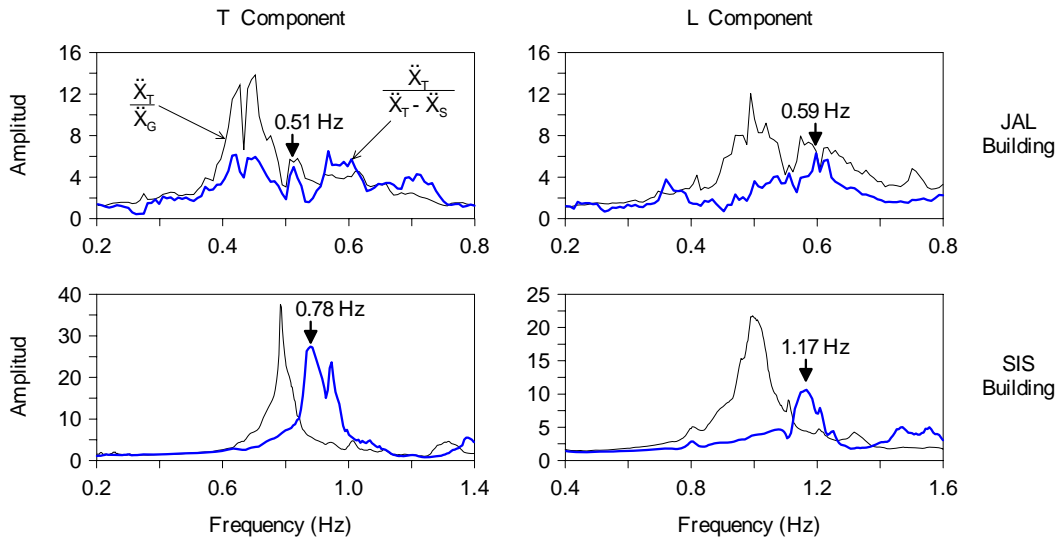 T Component
L Component
Amplitud
16
12
8
4
0
0.2 0.4 0.6 0.8
Ẍ_T
Ẍ_G
0.51 Hz
Ẍ_T
Ẍ_T - Ẍ_S
16
12
8
4
0
0.2 0.4 0.6 0.8
0.59 Hz
JAL
Building
Amplitud
40
30
20
10
0
0.2 0.6 1.0 1.4
0.78 Hz
Frequency (Hz)
25
20
15
10
5
0
0.4 0.8 1.2 1.6
1.17 Hz
Frequency (Hz)
SIS
Building